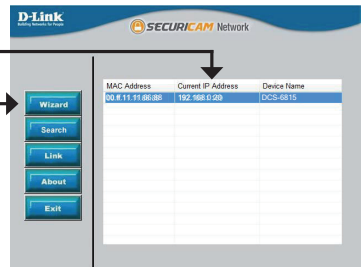 D-Link
Building Networks for People
SECURICAM Network
MAC Address Current IP Address Device Name
192.168.0.20 DCS-6815
Wizard
Search
Link
About
Exit